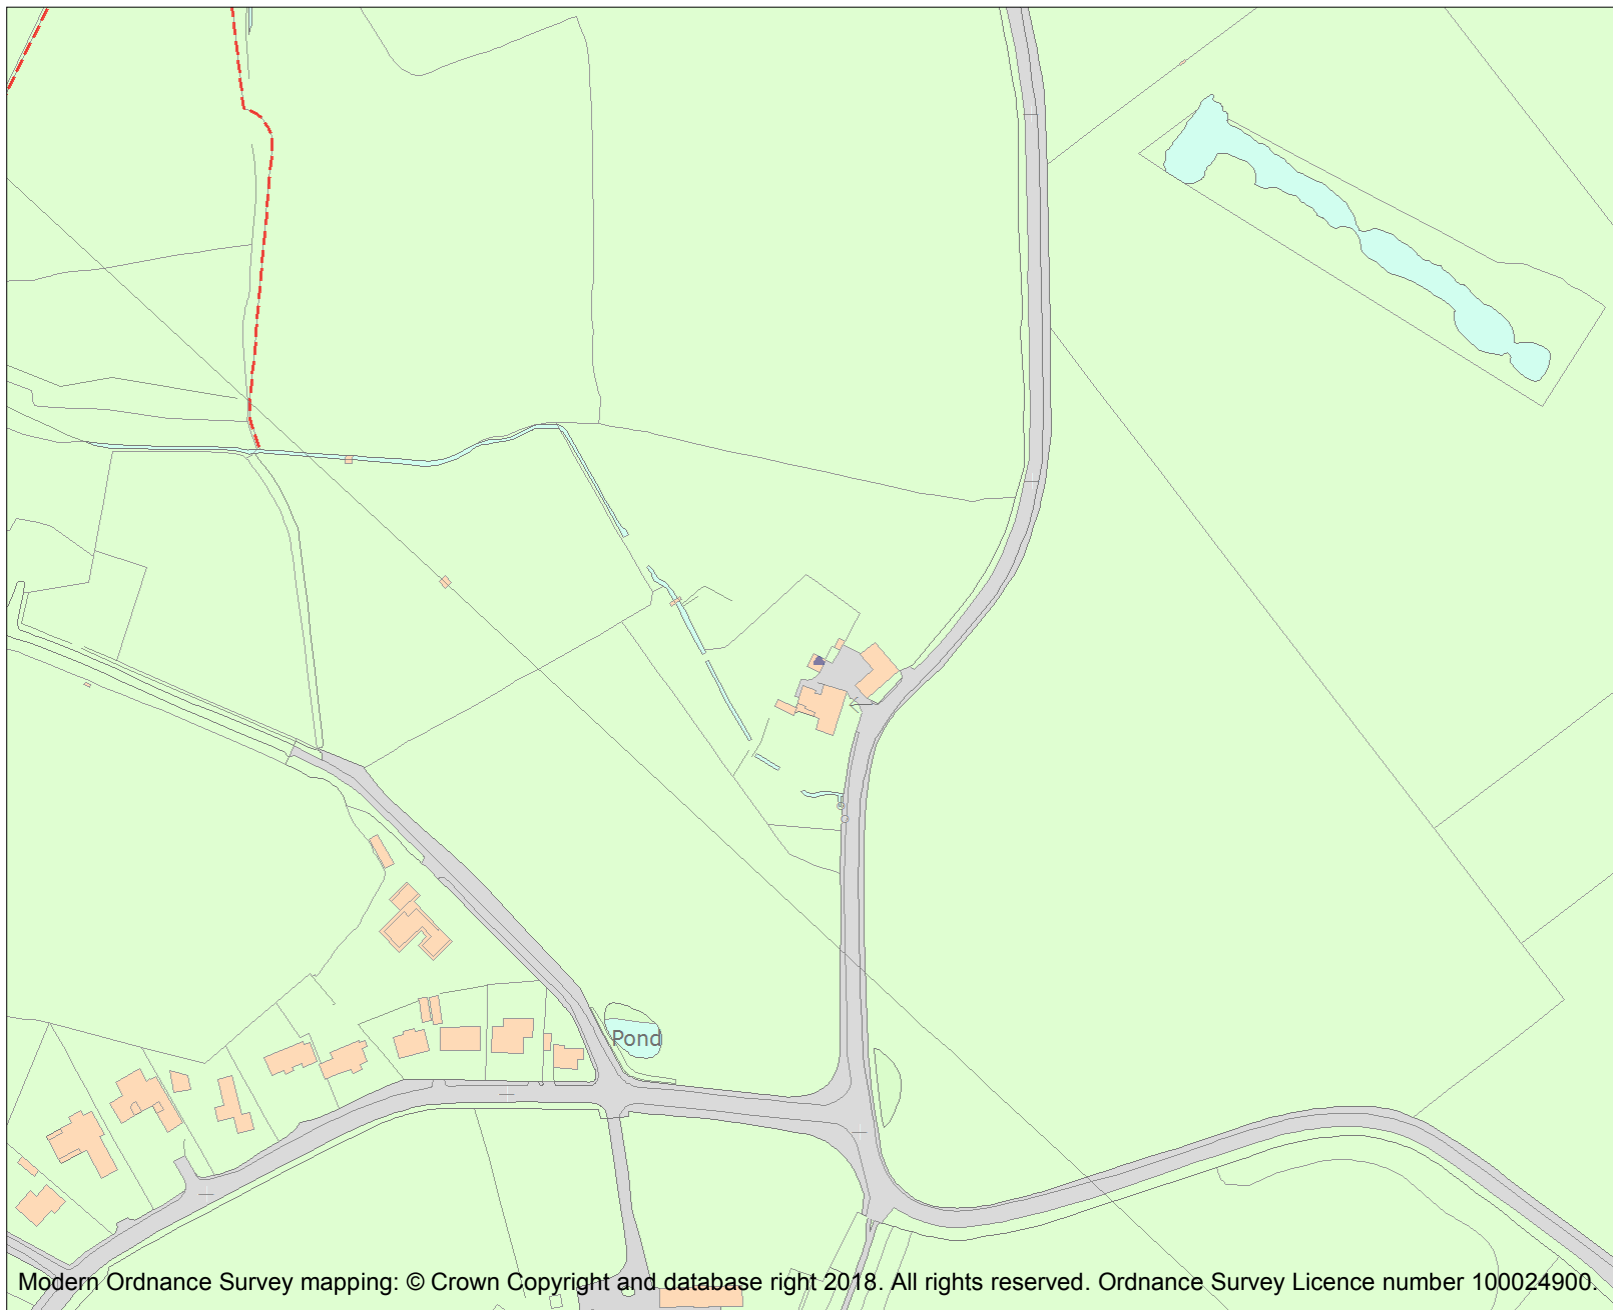 Pond
Modern Ordnance Survey mapping: © Crown Copyright and database right 2018. All rights reserved. Ordnance Survey Licence number 100024900.